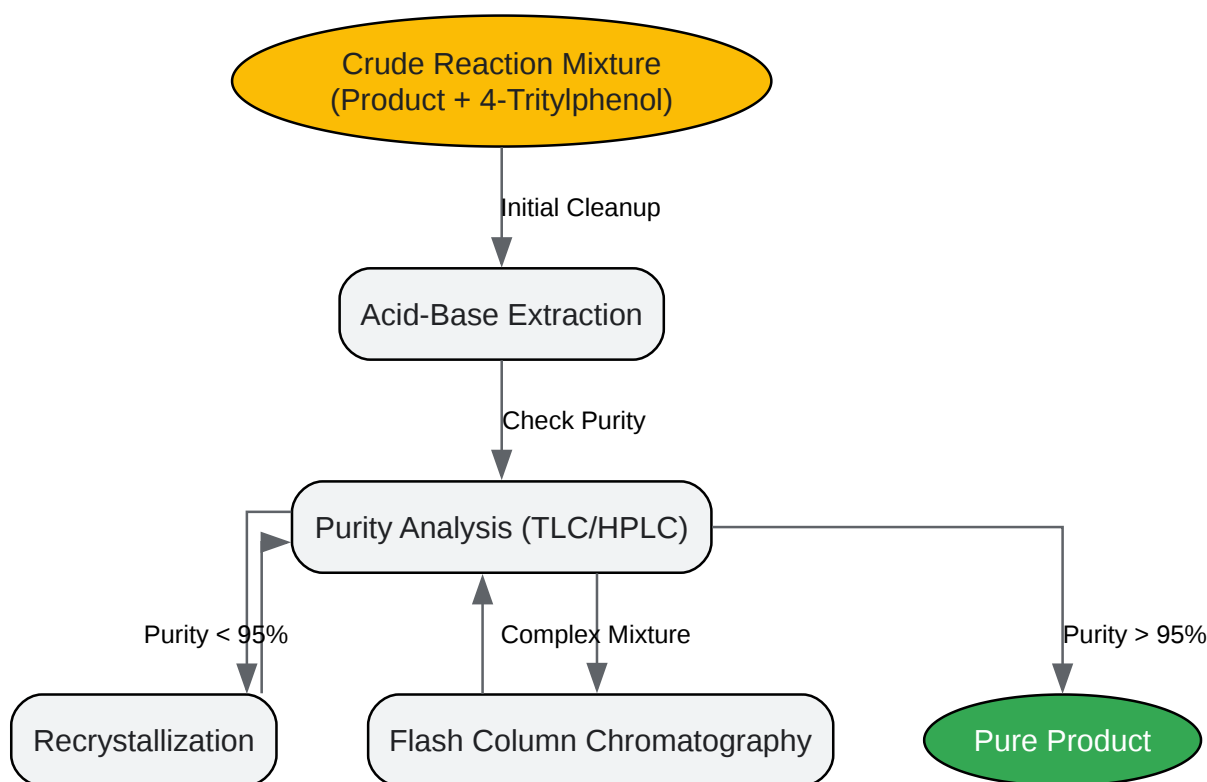 Crude Reaction Mixture
(Product + 4-Tritylphenol)
Initial Cleanup
Acid-Base Extraction
Check Purity
Purity Analysis (TLC/HPLC)
Purity < 95%
Complex Mixture
Purity > 95%
Recrystallization
Flash Column Chromatography
Pure Product